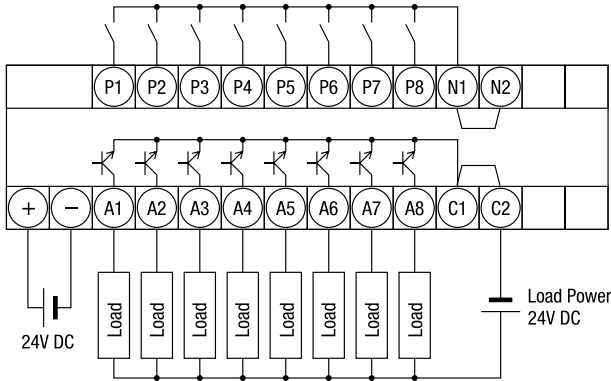 P1 P2 P3 P4 P5 P6 P7 P8 N1 N2
+ − A1 A2 A3 A4 A5 A6 A7 A8 C1 C2
Load Load Load Load Load Load Load Load
Load Power
24V DC
24V DC